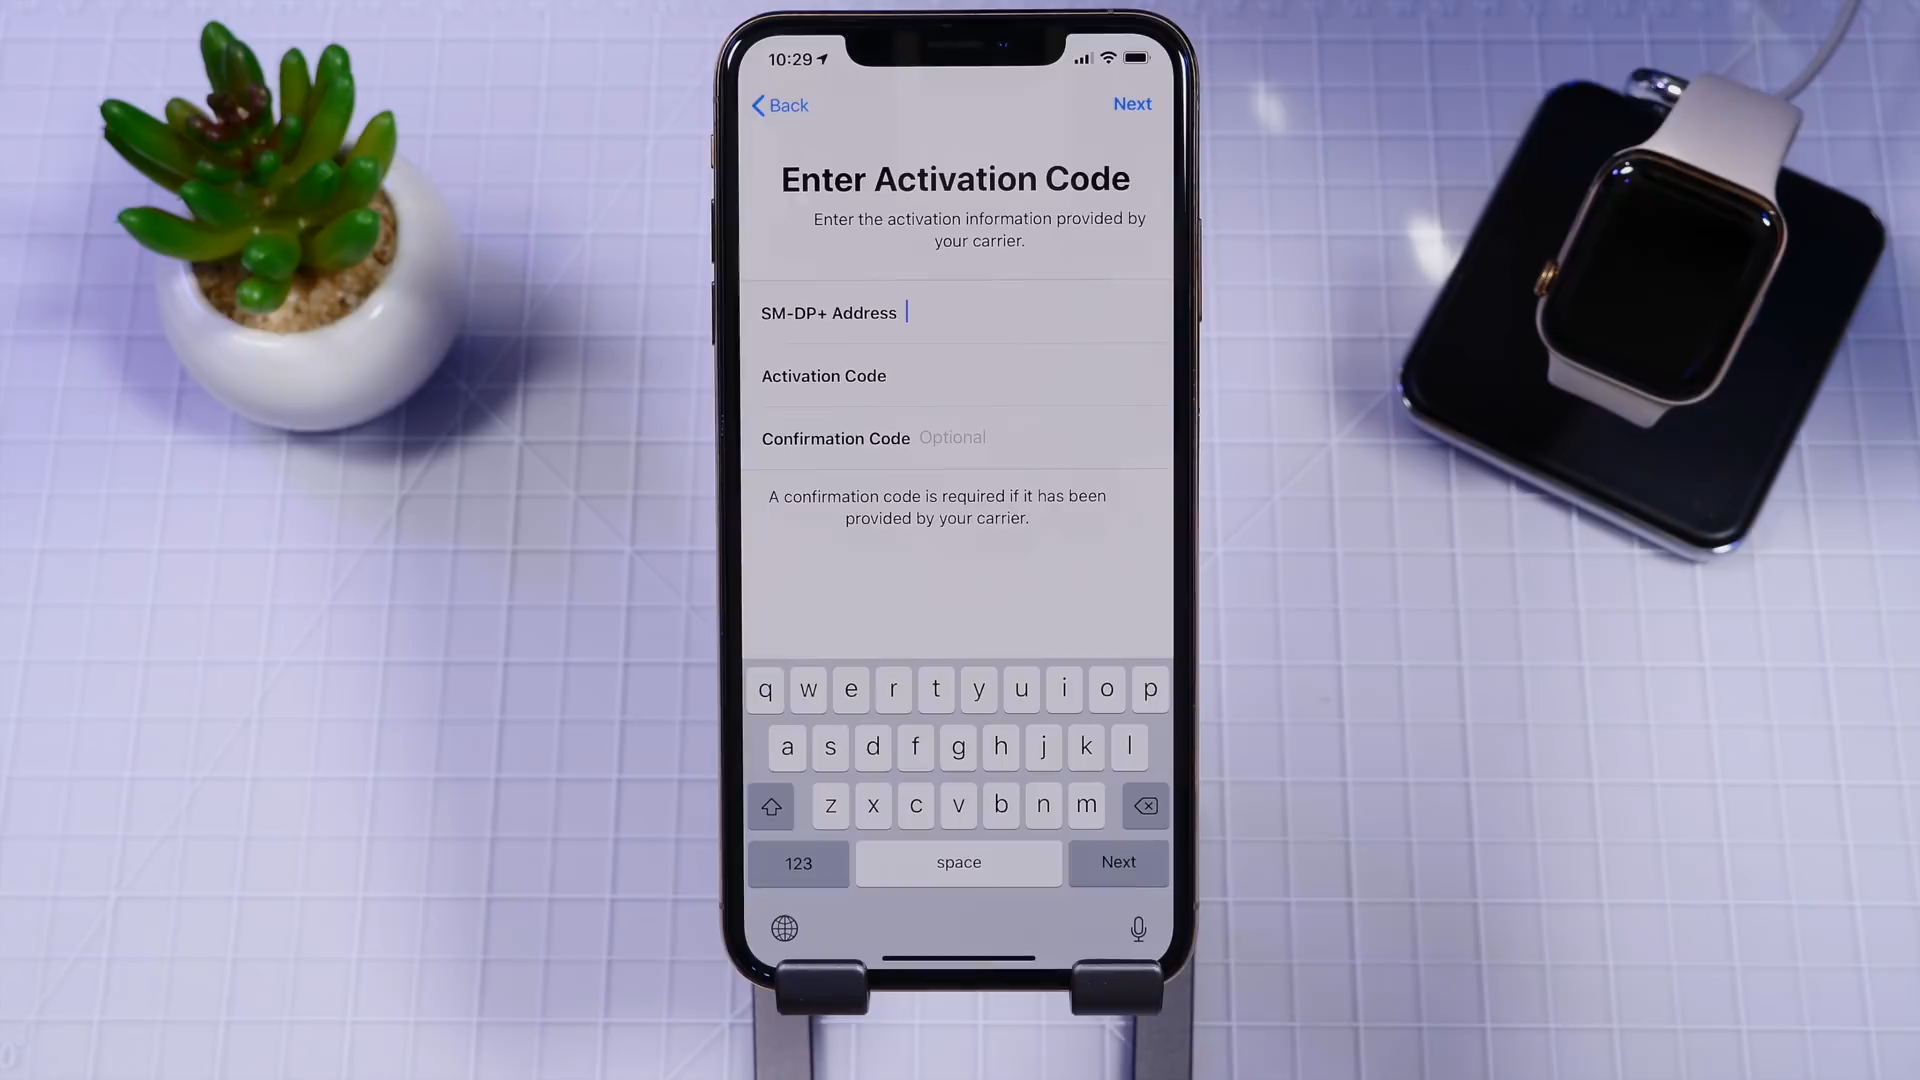 10:29
Back
Next
Enter Activation Code
Enter the activation information provided by
your carrier.
SM-DP+ Address
Activation Code
Confirmation Code Optional
A confirmation code is required if it has been
provided by your carrier.
q w e r t y u i o p
a s d f g h j k l
z x c v b n m
123 space Next